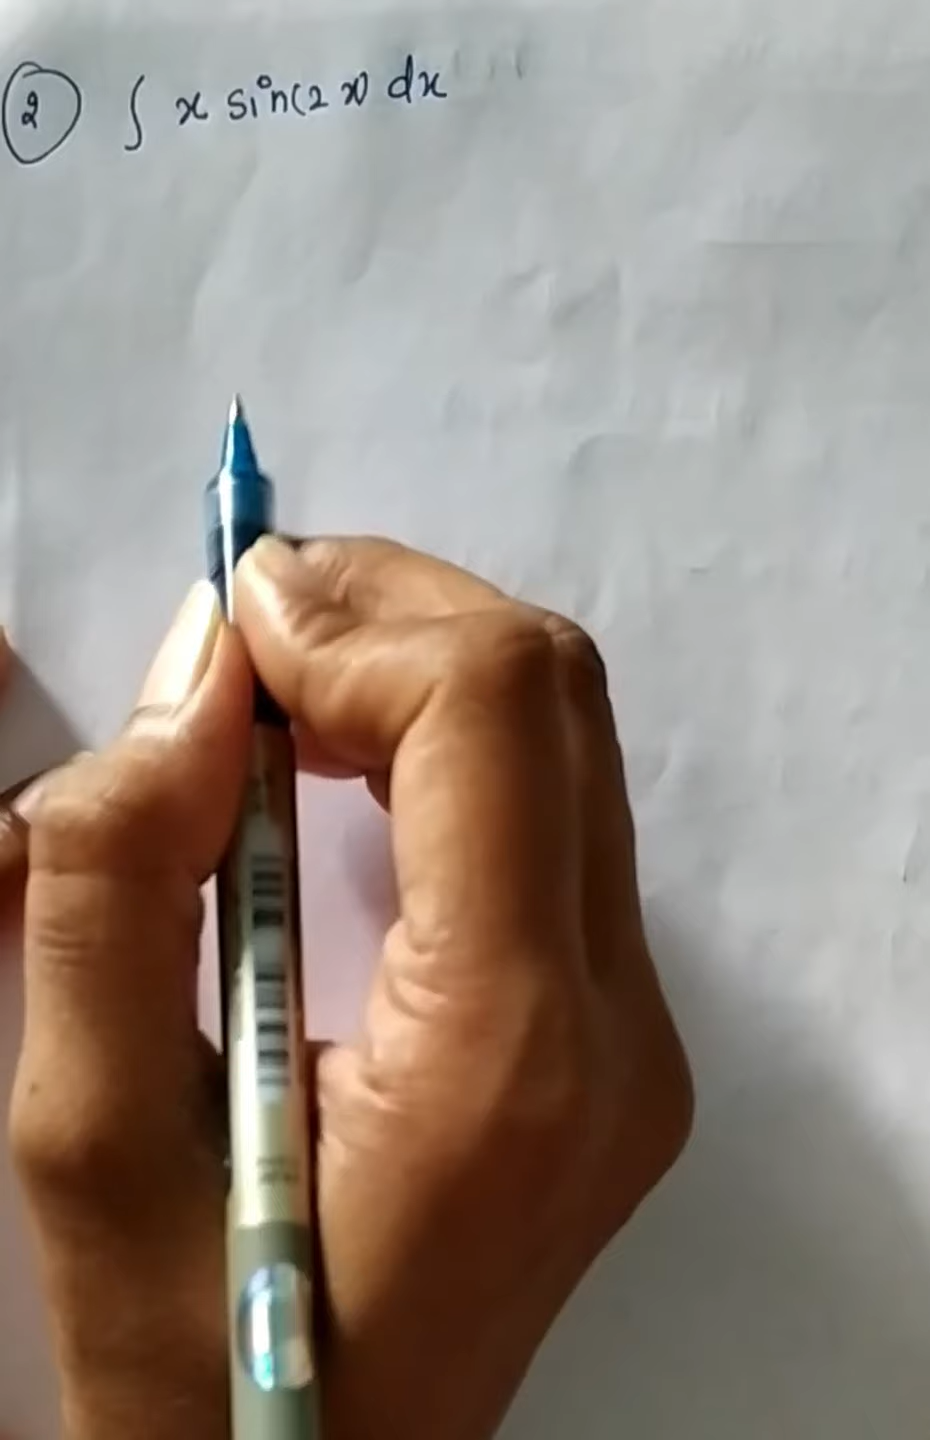 ② ∫ x sin(2x) dx